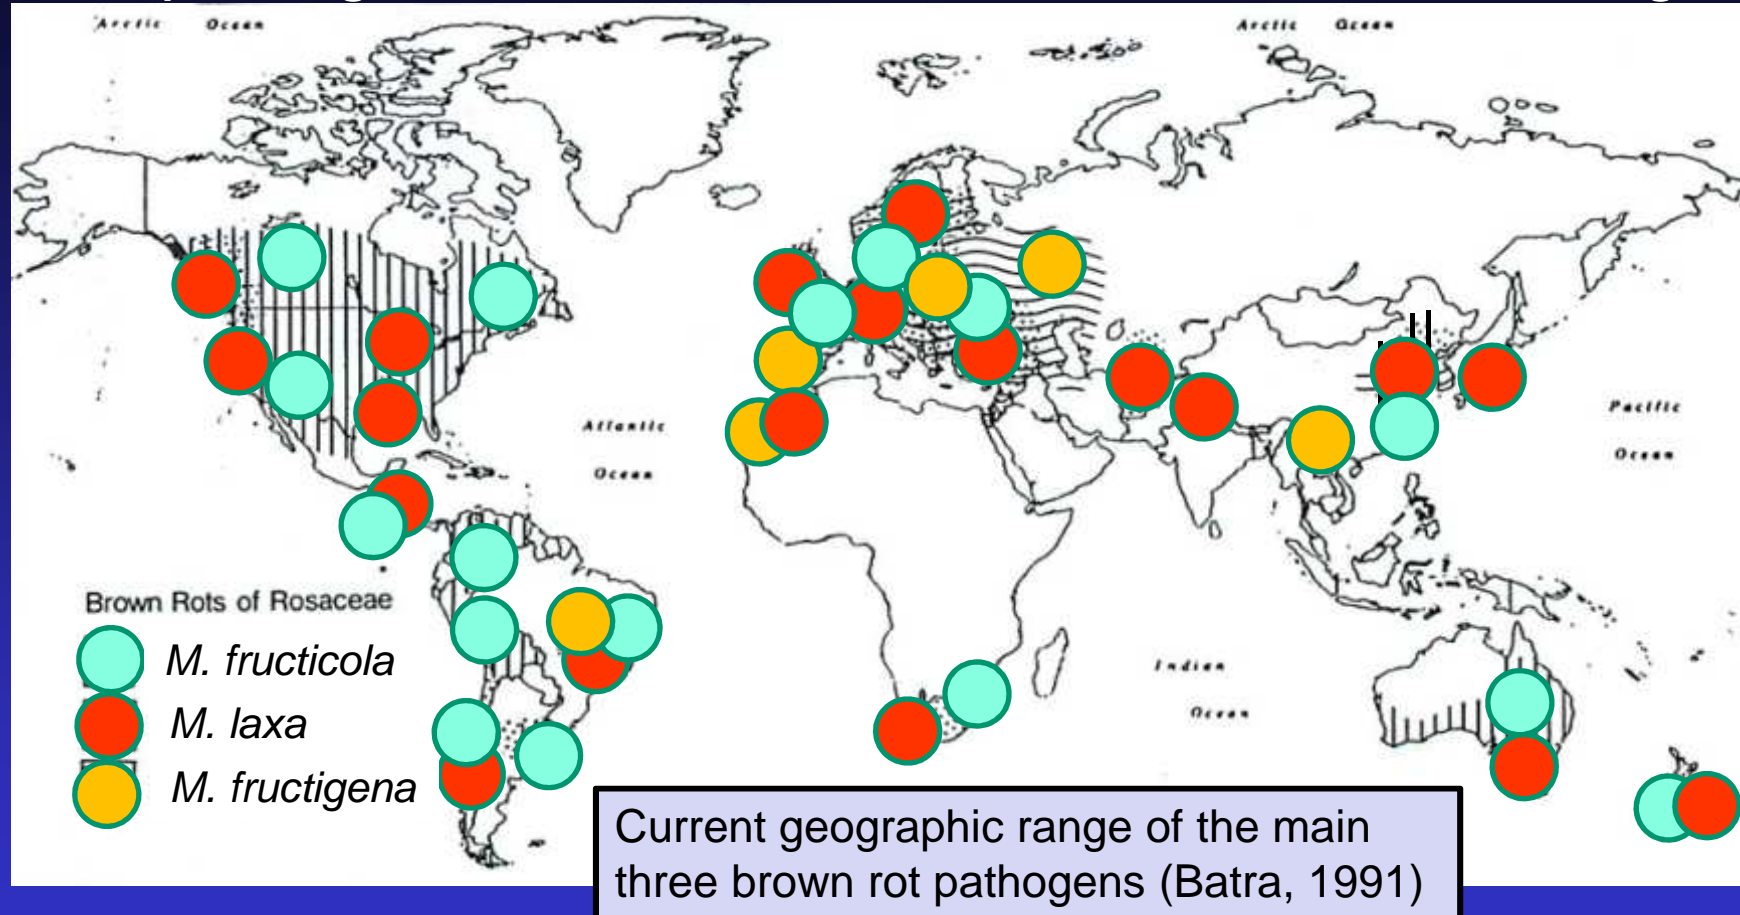 Arctic Ocean
Arctic Ocean
Atlantic
Ocean
Pacific
Ocean
Indian
Ocean
Brown Rots of Rosaceae
M. fructicola
M. laxa
M. fructigena
Current geographic range of the main
three brown rot pathogens (Batra, 1991)